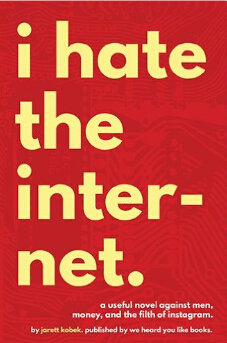 i hate
the
inter-
net.
a useful novel against men,
money, and the filth of instagram.
by jarett kobek. published by we heard you like books.